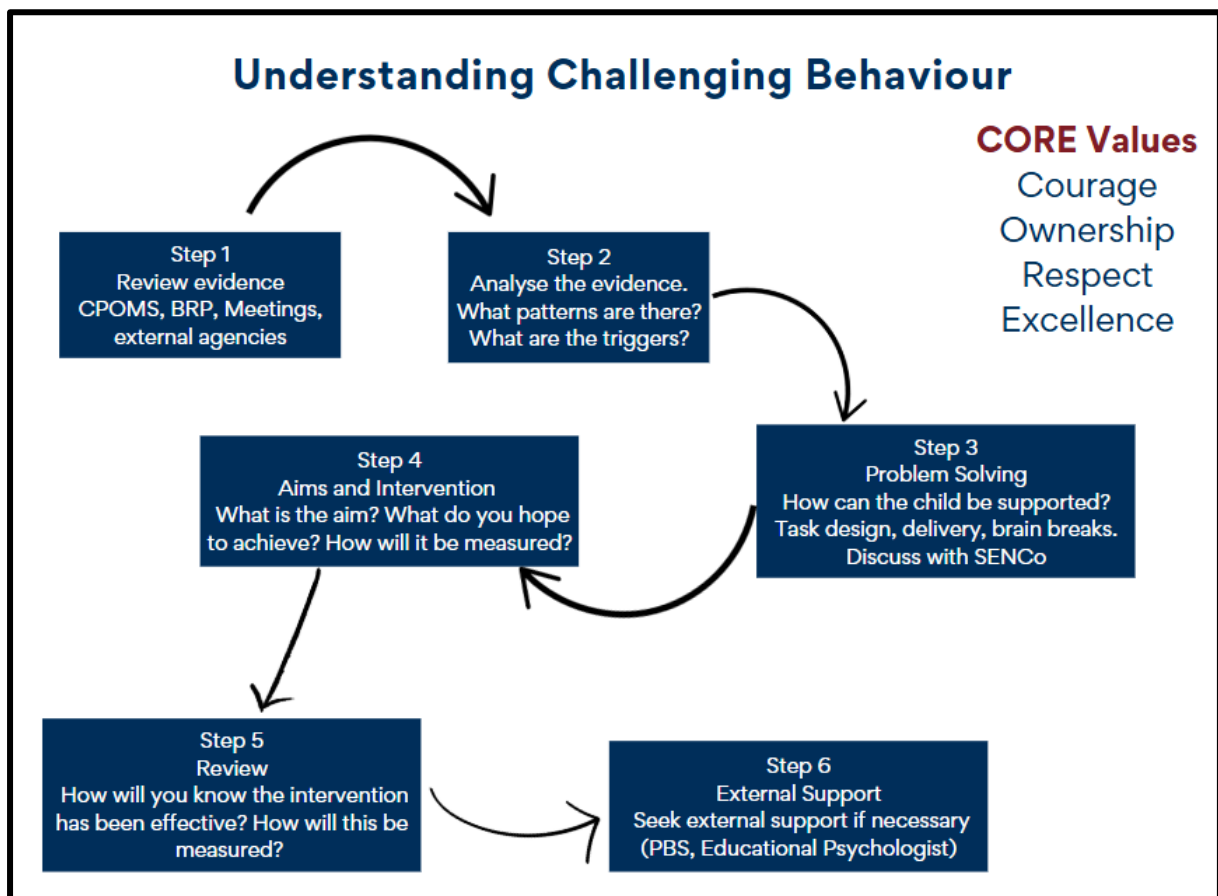 Understanding Challenging Behaviour
CORE Values
Courage
Ownership
Respect
Excellence
Step 1
Review evidence
CPOMS, BRP, Meetings,
external agencies
Step 2
Analyse the evidence.
What patterns are there?
What are the triggers?
Step 3
Problem Solving
How can the child be supported?
Task design, delivery, brain breaks.
Discuss with SENCo
Step 4
Aims and Intervention
What is the aim? What do you hope
to achieve? How will it be measured?
Step 5
Review
How will you know the intervention
has been effective? How will this be
measured?
Step 6
External Support
Seek external support if necessary
(PBS, Educational Psychologist)